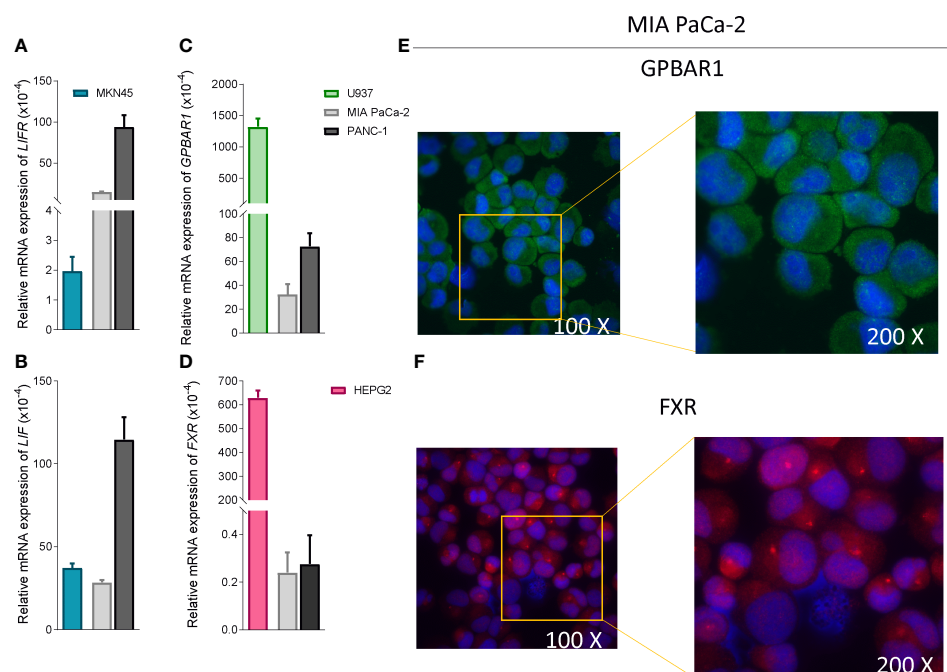 MIA PaCa-2
A
C
E
GPBAR1
Relative mRNA expression of LIFR (x10⁻⁴)
150
100
50
4
3
2
1
0
MKN45
Relative mRNA expression of GPBAR1 (x10⁻⁴)
2000
1500
1000
500
100
80
60
40
20
0
U937
MIA PaCa-2
PANC-1
100 X
200 X
B
D
F
Relative mRNA expression of LIF (x10⁻⁴)
150
100
50
0
Relative mRNA expression of FXR (x10⁻⁴)
700
600
500
400
300
200
0.4
0.2
0.0
HEPG2
FXR
100 X
200 X